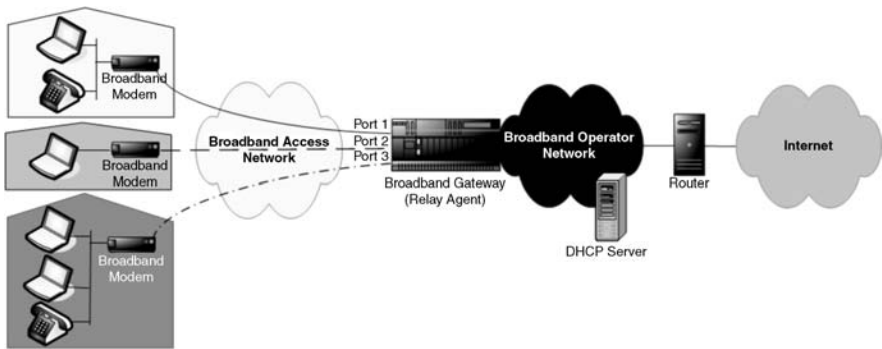 Broadband
Modem
Broadband
Modem
Broadband
Modem
Broadband Access
Network
Port 1
Port 2
Port 3
Broadband Gateway
(Relay Agent)
Broadband Operator
Network
DHCP Server
Router
Internet